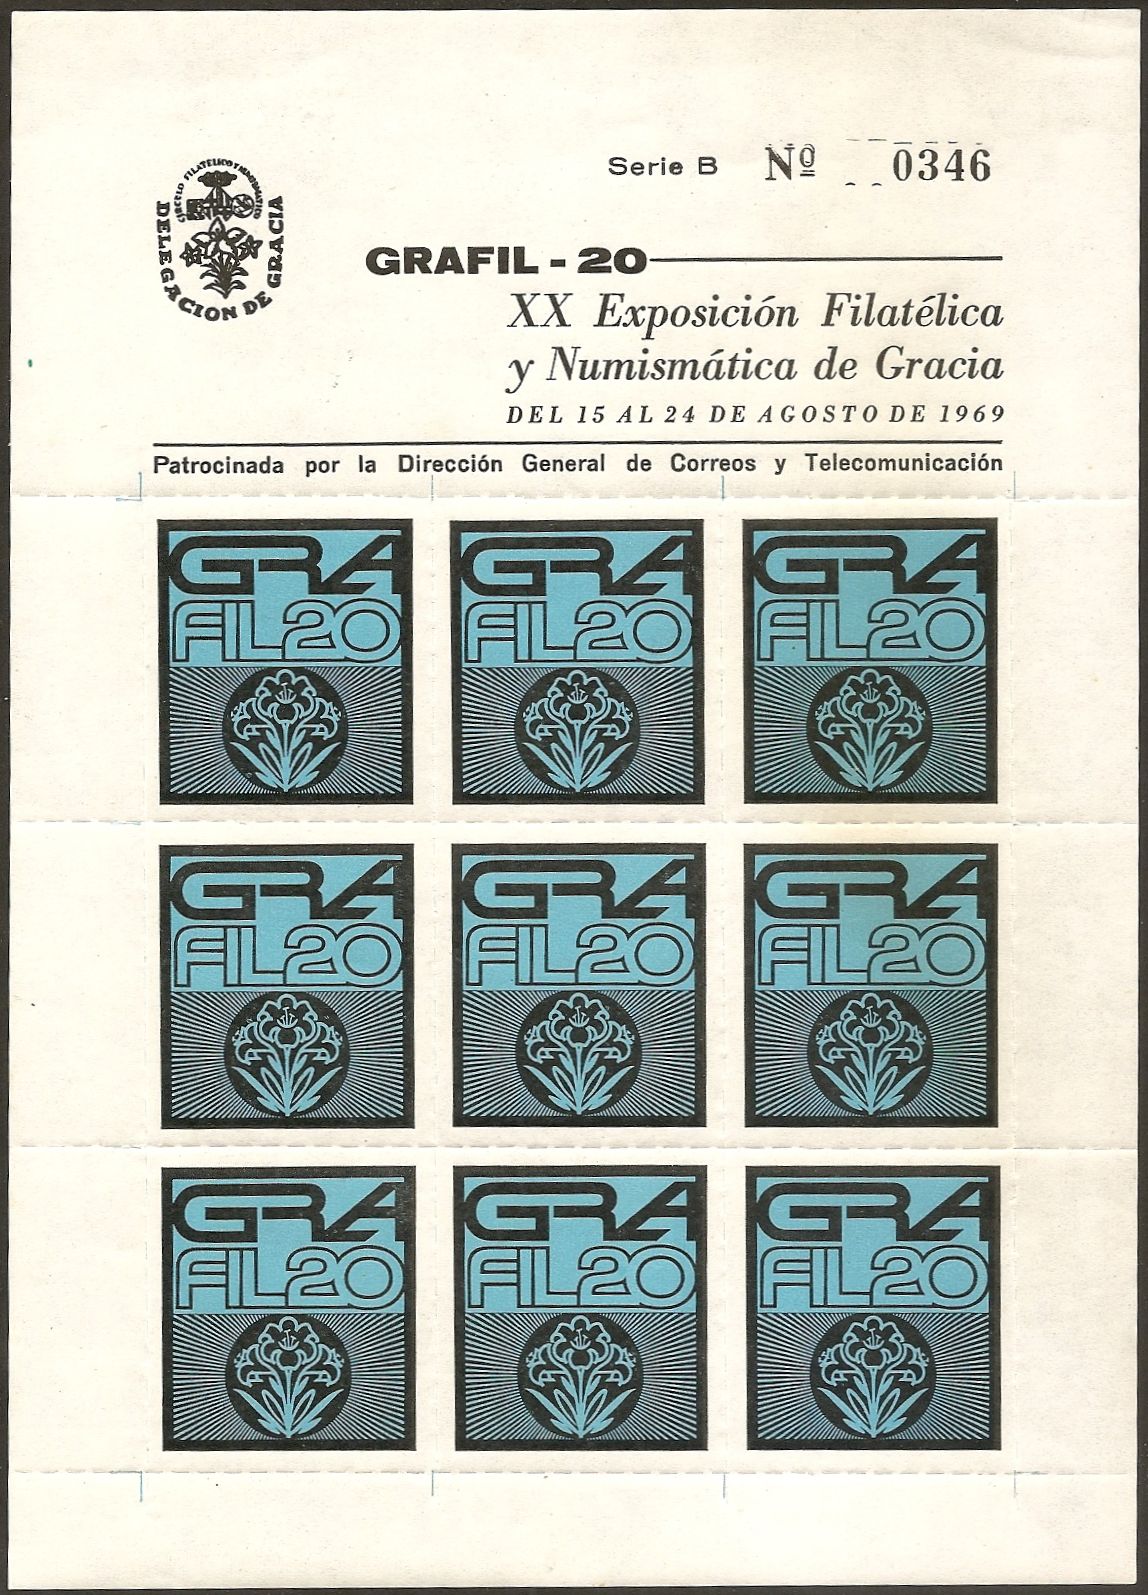 CIRCULO FILATELICO Y NUMISMATICO
DELEGACION DE GRACIA
Serie B Nº 0346
GRAFIL - 20
XX Exposición Filatélica
y Numismática de Gracia
DEL 15 AL 24 DE AGOSTO DE 1969
Patrocinada por la Dirección General de Correos y Telecomunicación
GRA GRA GRA
FIL20 FIL20 FIL20
GRA GRA GRA
FIL20 FIL20 FIL20
GRA GRA GRA
FIL20 FIL20 FIL20